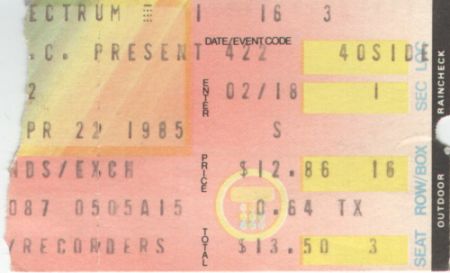 ECTRUM 1 16 3
.C. PRESENT 422 40SIDE
DATE/EVENT CODE
2 ENTER 02/18 1
PR 22 1985 S
NDS/EXCH PRICE $12.86 16
087 0505A15 0.64 TX
/RECORDERS TOTAL $13.50 3
SEAT ROW/BOX SEC LOC
OUTDOOR RAINCHECK